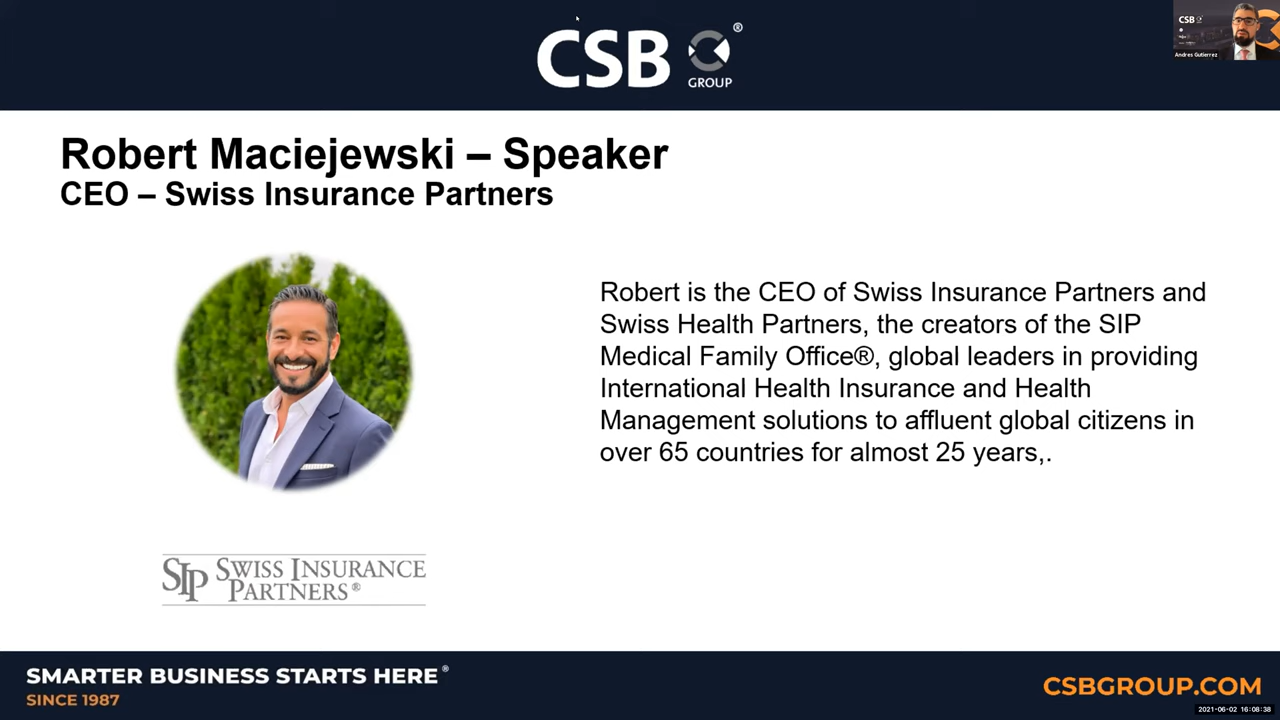 CSB ®
GROUP
CSB
Andres Gutierrez
Robert Maciejewski – Speaker
CEO – Swiss Insurance Partners
Robert is the CEO of Swiss Insurance Partners and
Swiss Health Partners, the creators of the SIP
Medical Family Office®, global leaders in providing
International Health Insurance and Health
Management solutions to affluent global citizens in
over 65 countries for almost 25 years,.
SIP SWISS INSURANCE
PARTNERS®
SMARTER BUSINESS STARTS HERE®
SINCE 1987
CSBGROUP.COM
2021-06-02 16:08:38